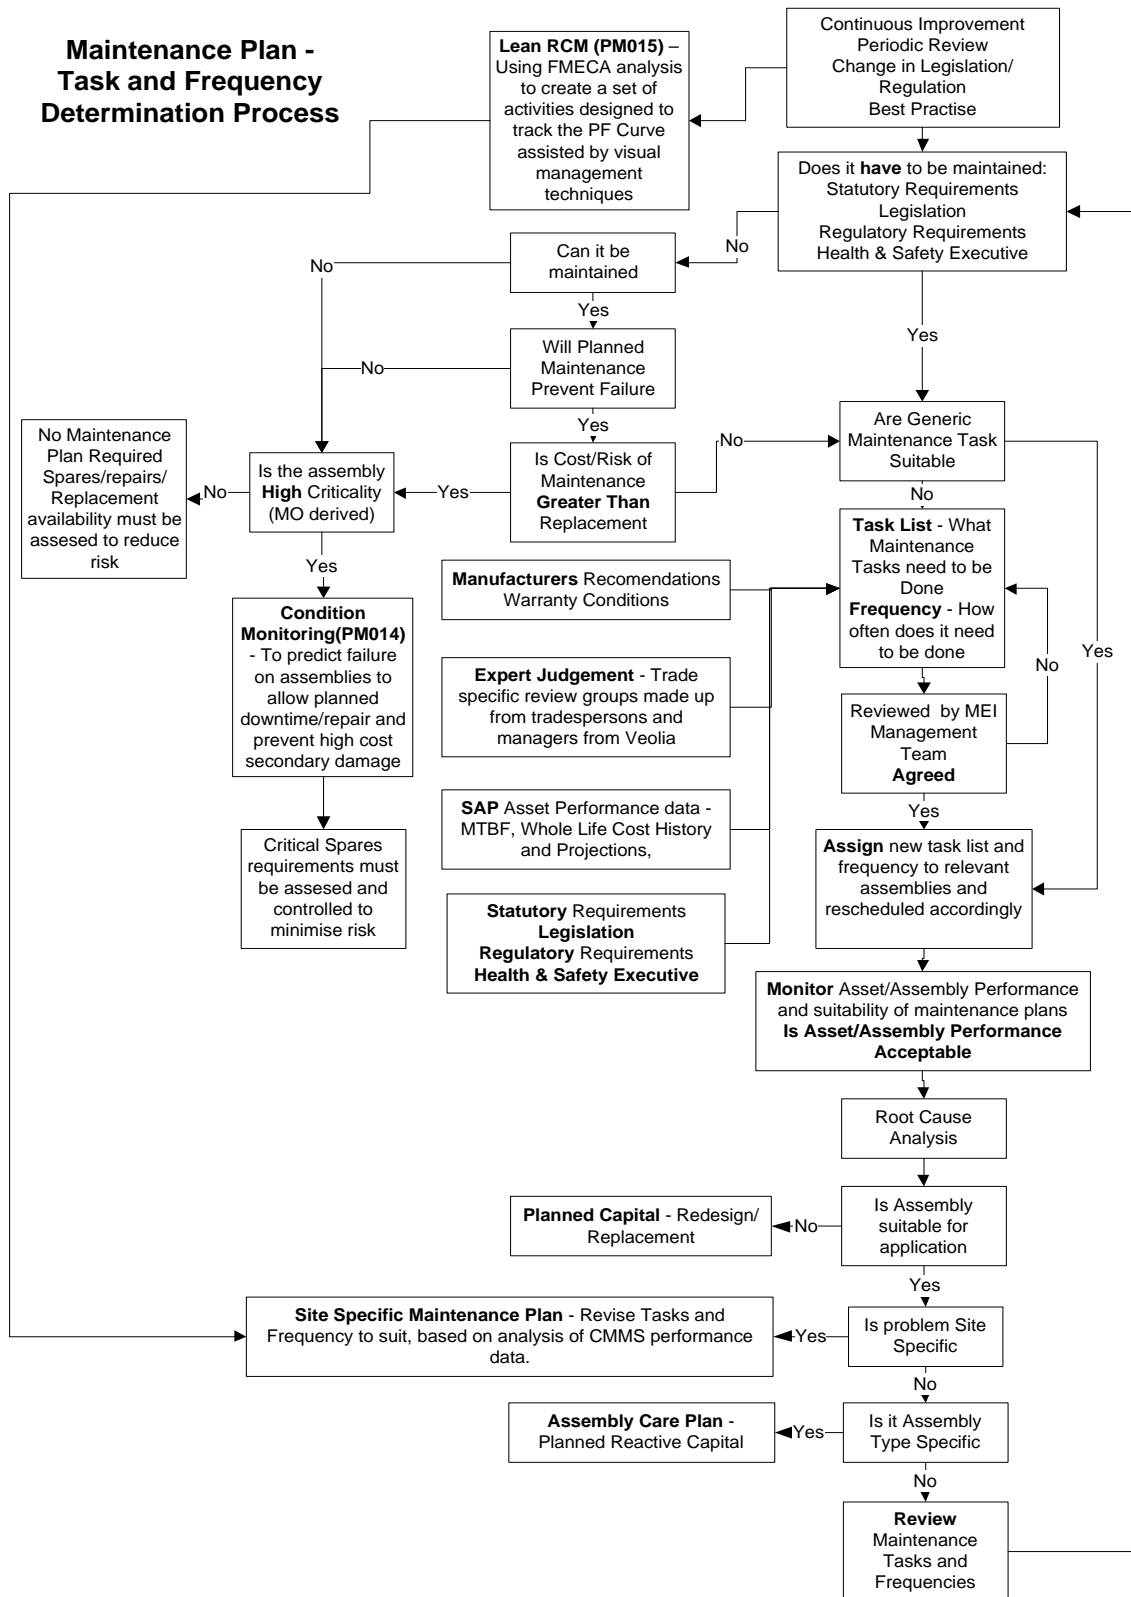 Maintenance Plan -
Task and Frequency
Determination Process
Lean RCM (PM015) –
Using FMECA analysis
to create a set of
activities designed to
track the PF Curve
assisted by visual
management
techniques
Continuous Improvement
Periodic Review
Change in Legislation/
Regulation
Best Practise
Does it have to be maintained:
Statutory Requirements
Legislation
Regulatory Requirements
Health & Safety Executive
No
Can it be
maintained
No
Yes
Yes
Will Planned
Maintenance
Prevent Failure
No
Yes
Is Cost/Risk of
Maintenance
Greater Than
Replacement
No
Yes
Are Generic
Maintenance Task
Suitable
No
Yes
No Maintenance
Plan Required
Spares/repairs/
Replacement
availability must be
assesed to reduce
risk
No
Is the assembly
High Criticality
(MO derived)
Yes
Condition
Monitoring(PM014)
- To predict failure
on assemblies to
allow planned
downtime/repair and
prevent high cost
secondary damage
Critical Spares
requirements must
be assesed and
controlled to
minimise risk
Manufacturers Recomendations
Warranty Conditions
Expert Judgement - Trade
specific review groups made up
from tradespersons and
managers from Veolia
SAP Asset Performance data -
MTBF, Whole Life Cost History
and Projections,
Statutory Requirements
Legislation
Regulatory Requirements
Health & Safety Executive
Task List - What
Maintenance
Tasks need to be
Done
Frequency - How
often does it need
to be done
No
Reviewed by MEI
Management
Team
Agreed
Yes
Assign new task list and
frequency to relevant
assemblies and
rescheduled accordingly
Monitor Asset/Assembly Performance
and suitability of maintenance plans
Is Asset/Assembly Performance
Acceptable
Root Cause
Analysis
Is Assembly
suitable for
application
No
Planned Capital - Redesign/
Replacement
Yes
Is problem Site
Specific
Yes
Site Specific Maintenance Plan - Revise Tasks and
Frequency to suit, based on analysis of CMMS performance
data.
No
Is it Assembly
Type Specific
Yes
Assembly Care Plan -
Planned Reactive Capital
No
Review
Maintenance
Tasks and
Frequencies